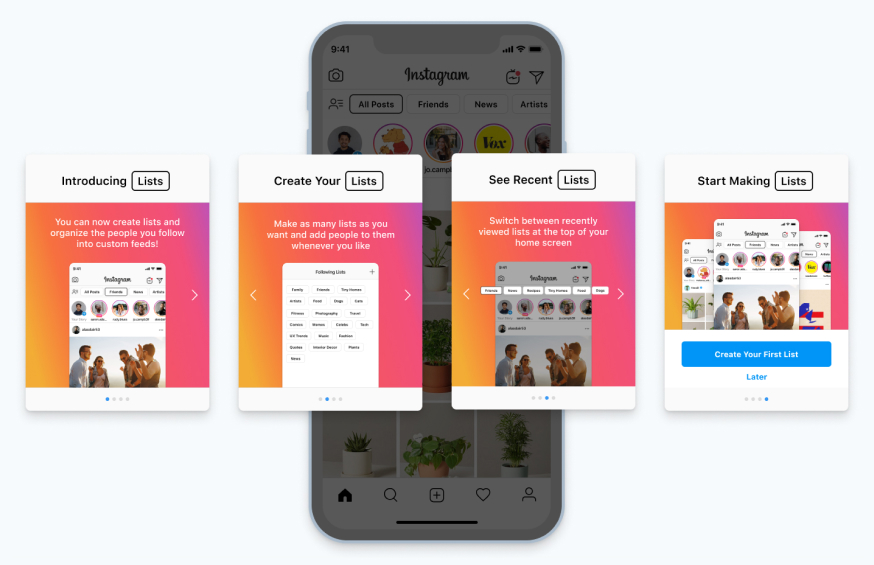 9:41
Instagram
All Posts Friends News Artists
Vox
jo.campl
Introducing Lists
You can now create lists and
organize the people you follow
into custom feeds!
9:41
Instagram
All Posts Friends News Artists
Create Your Lists
Make as many lists as you
want and add people to them
whenever you like
Following Lists +
Family Friends Tiny Homes
Artists Food Dogs Cats
Fitness Photography Travel
Comics Memes Celebs Tech
Music Fashion
Quotes Interior Decor Plants
News
See Recent Lists
Switch between recently
viewed lists at the top of your
home screen
9:41
Instagram
Friends News Recipes Tiny Homes Food Dogs
Start Making Lists
Instagram
All Posts Friends News Artists
Create Your First List
Later